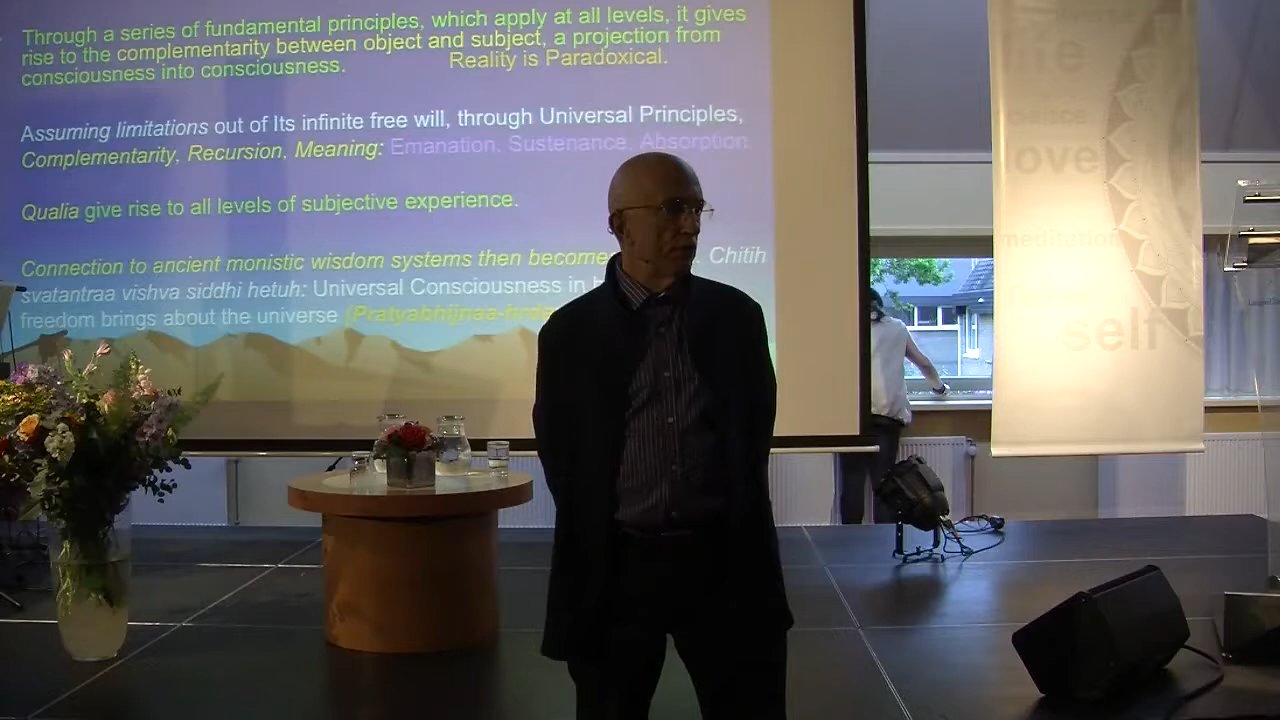 Through a series of fundamental principles, which apply at all levels, it gives
rise to the complementarity between object and subject, a projection from
consciousness into consciousness. Reality is Paradoxical.
Assuming limitations out of Its infinite free will, through Universal Principles,
Complementarity, Recursion, Meaning: Emanation. Sustenance. Absorption.
Qualia give rise to all levels of subjective experience.
Connection to ancient monistic wisdom systems then become Chitih
svatantraa vishva siddhi hetuh: Universal Consciousness in
freedom brings about the universe (Pratyabhijnaa-hrda
life
love
meditation
self